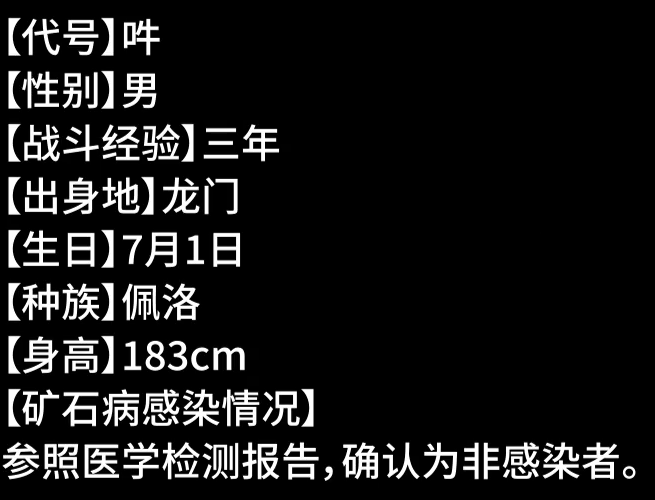 【代号】吽
【性别】男
【战斗经验】三年
【出身地】龙门
【生日】7月1日
【种族】佩洛
【身高】183cm
【矿石病感染情况】
参照医学检测报告，确认为非感染者。